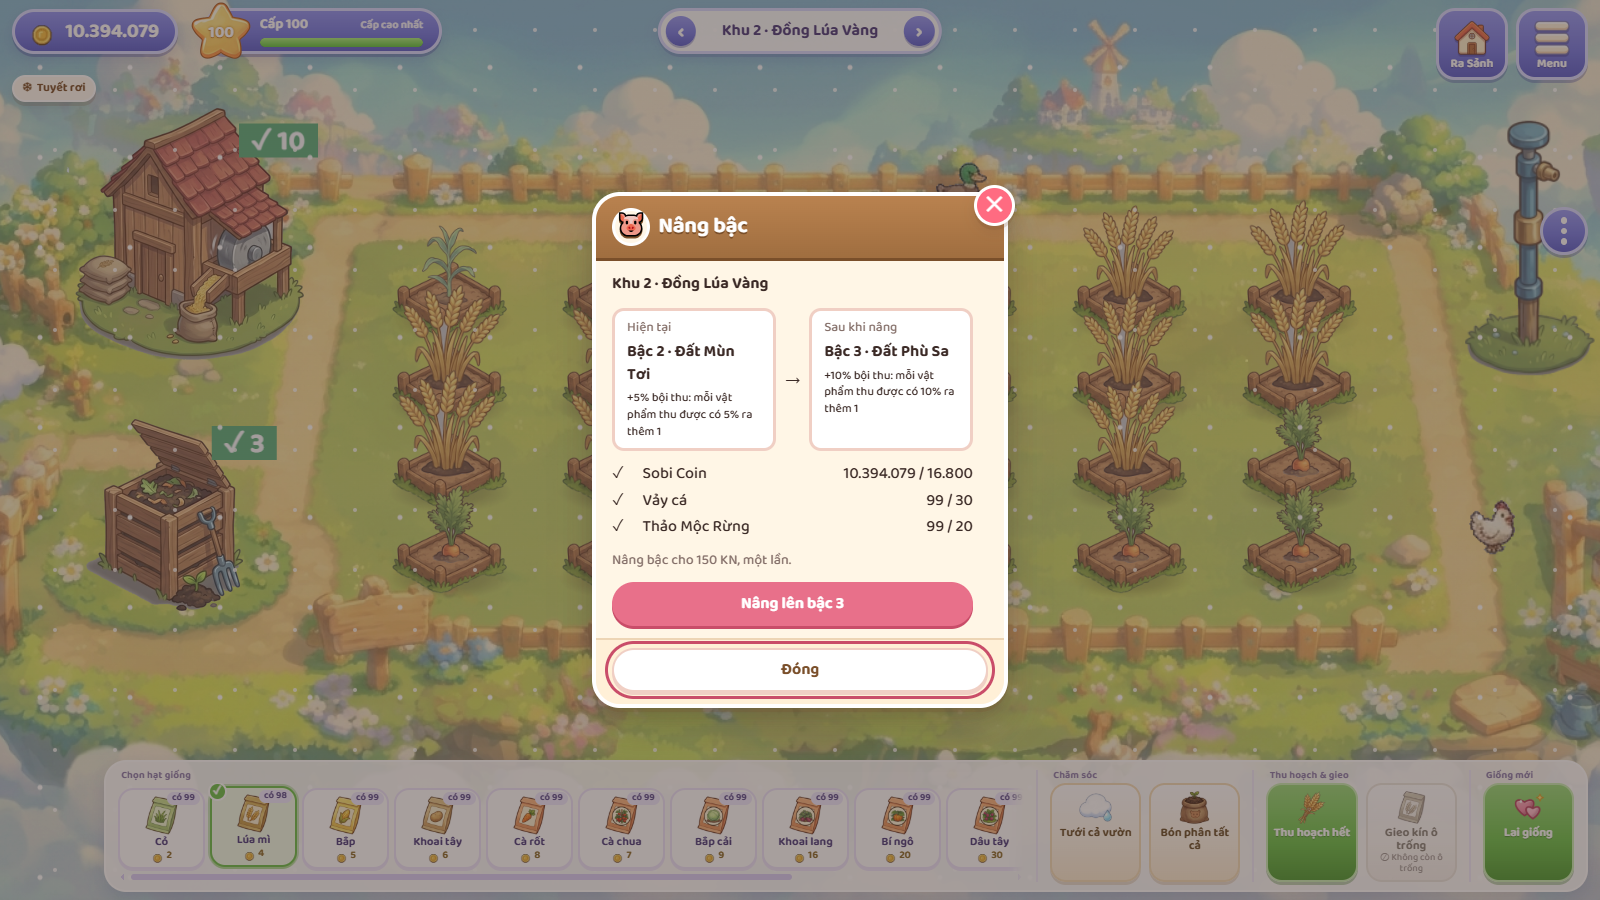 10.394.079
100
Cấp 100
Cấp cao nhất
Khu 2 · Đồng Lúa Vàng
Ra Sảnh
Menu
Tuyết rơi
10
3
Nâng bậc
Khu 2 · Đồng Lúa Vàng
Hiện tại
Bậc 2 · Đất Mùn
Tơi
+5% bội thu: mỗi vật
phẩm thu được có 5% ra
thêm 1
→
Sau khi nâng
Bậc 3 · Đất Phù Sa
+10% bội thu: mỗi vật
phẩm thu được có 10% ra
thêm 1
✓ Sobi Coin 10.394.079 / 16.800
✓ Vảy cá 99 / 30
✓ Thảo Mộc Rừng 99 / 20
Nâng bậc cho 150 KN, một lần.
Nâng lên bậc 3
Đóng
Chọn hạt giống
có 99
Cỏ
2
có 98
Lúa mì
4
có 99
Bắp
5
có 99
Khoai tây
6
có 99
Cà rốt
8
có 99
Cà chua
7
có 99
Bắp cải
9
có 99
Khoai lang
16
có 99
Bí ngô
20
có 99
Dâu tây
30
Chăm sóc
Tưới cả vườn
Bón phân tất
cả
Thu hoạch & gieo
Thu hoạch hết
Gieo kín ô
trống
Không còn ô
trống
Giống mới
Lai giống